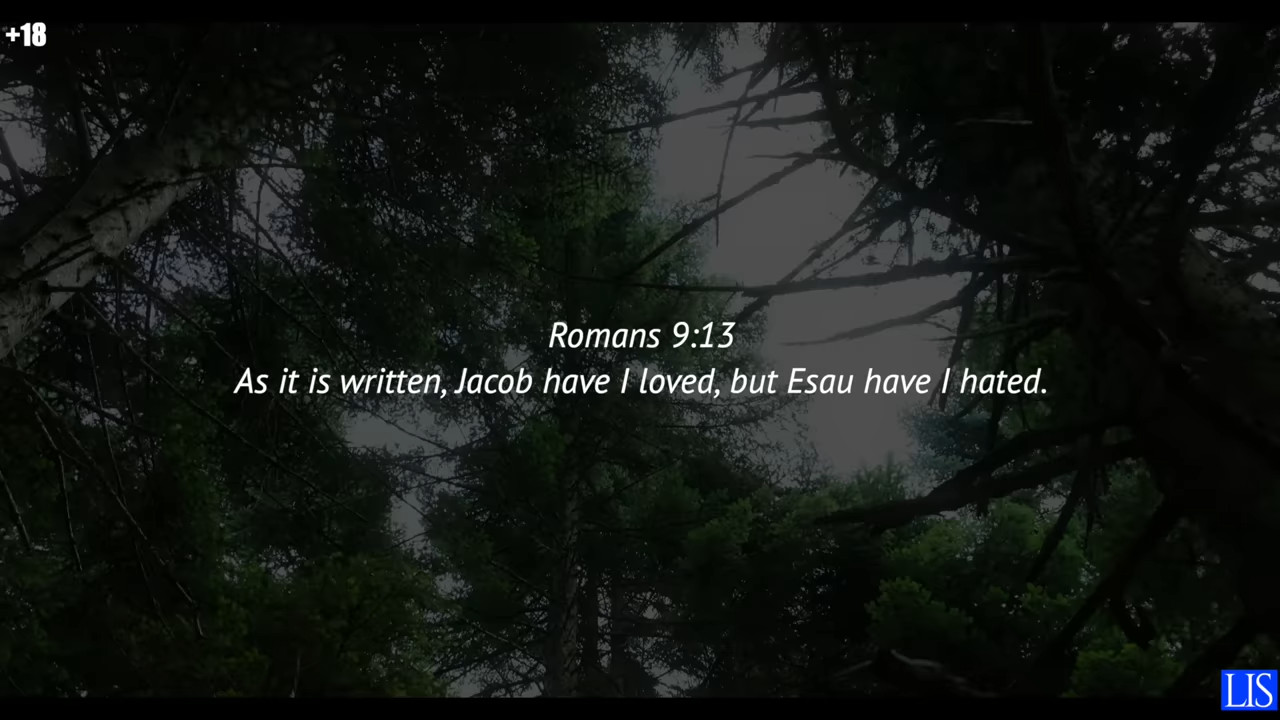 +18
Romans 9:13
As it is written, Jacob have I loved, but Esau have I hated.
LIS